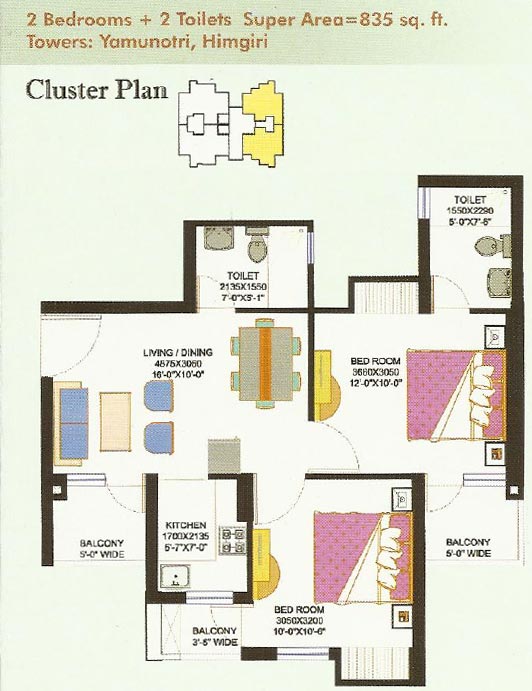 2 Bedrooms + 2 Toilets Super Area=835 sq. ft.
Towers: Yamunotri, Himgiri
Cluster Plan
TOILET
1550X2290
5'-0"X7'-6"
TOILET
2135X1550
7'-0"X5'-1"
LIVING / DINING
4875X3050
16'-0"X10'-0"
BED ROOM
3660X3050
12'-0"X10'-0"
KITCHEN
1700X2135
5'-7"X7'-0"
BALCONY
5'-0" WIDE
BALCONY
5'-0" WIDE
BED ROOM
3050X3200
10'-0"X10'-6"
BALCONY
3'-5" WIDE